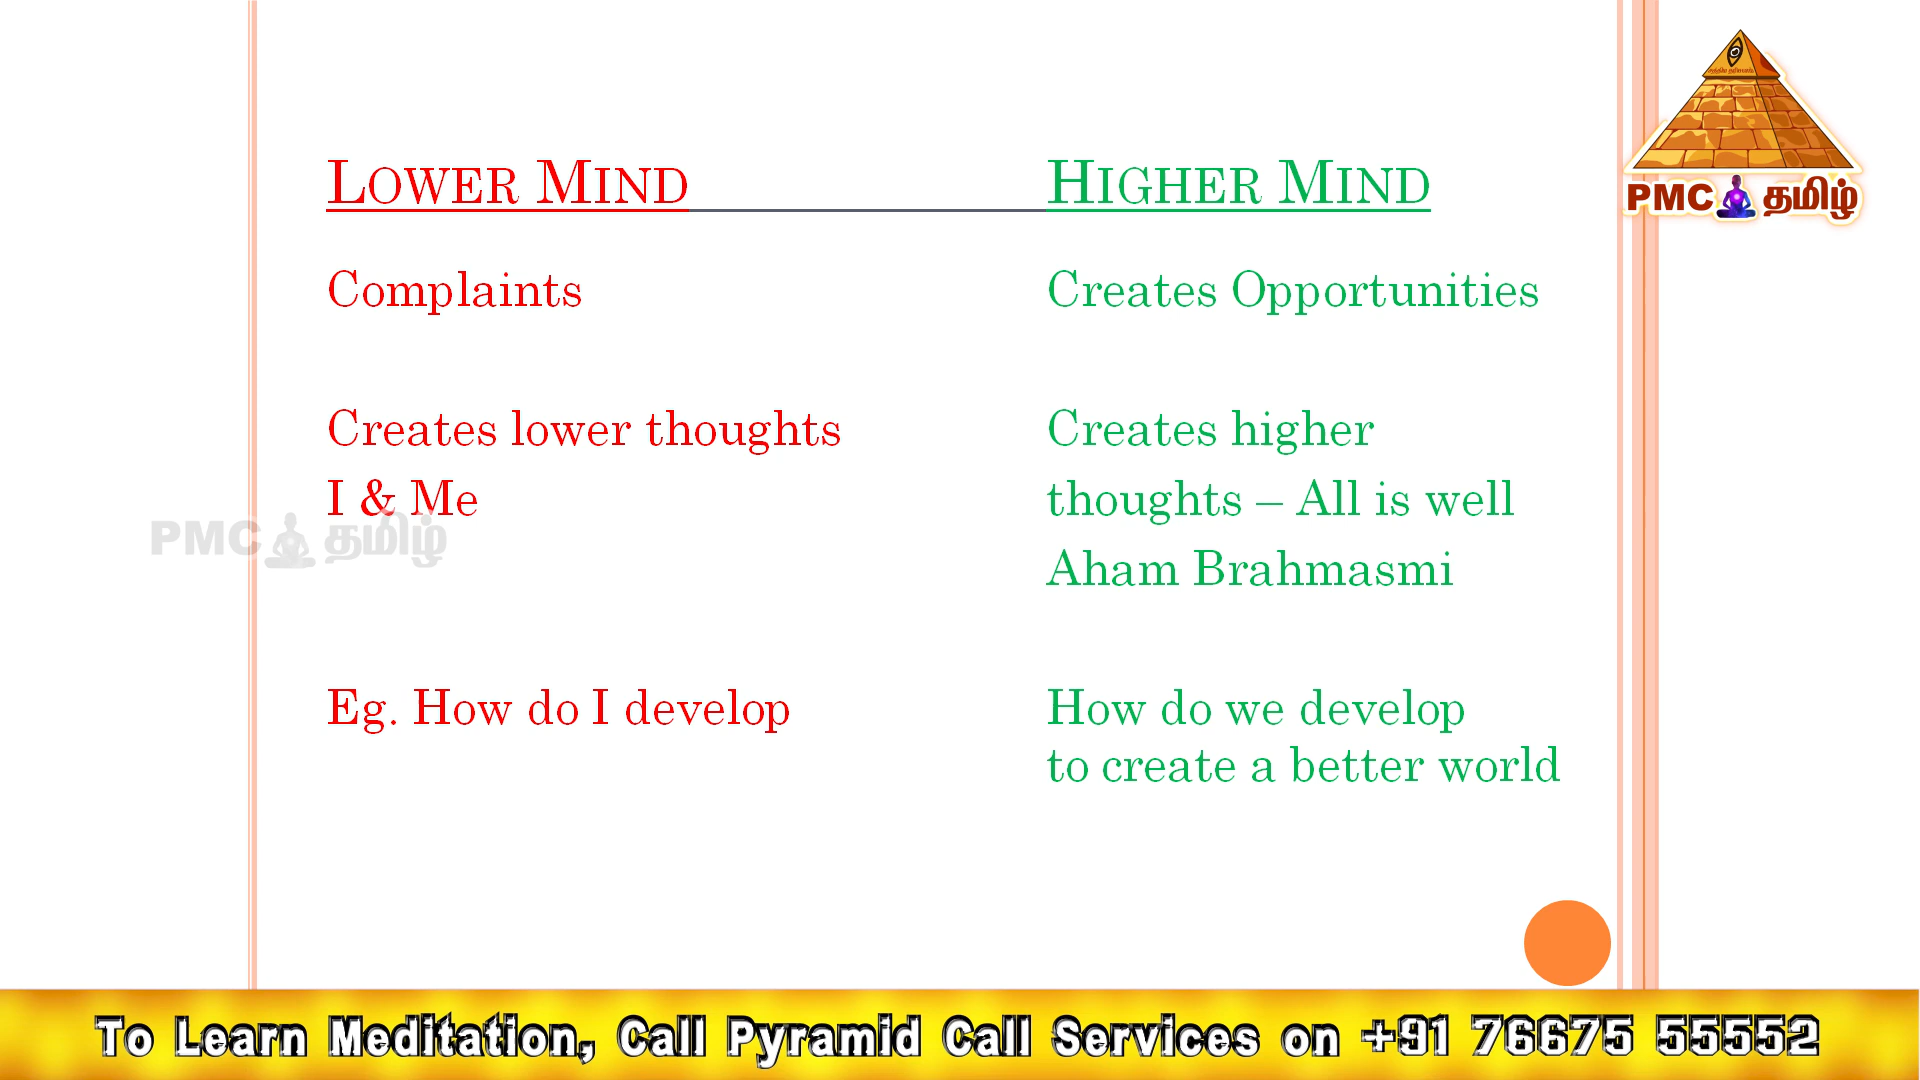 LOWER MIND HIGHER MIND
Complaints Creates Opportunities
Creates lower thoughts Creates higher
I & Me thoughts – All is well
Aham Brahmasmi
Eg. How do I develop How do we develop
to create a better world
PMC தமிழ்
PMC தமிழ்
To Learn Meditation, Call Pyramid Call Services on +91 76675 55552